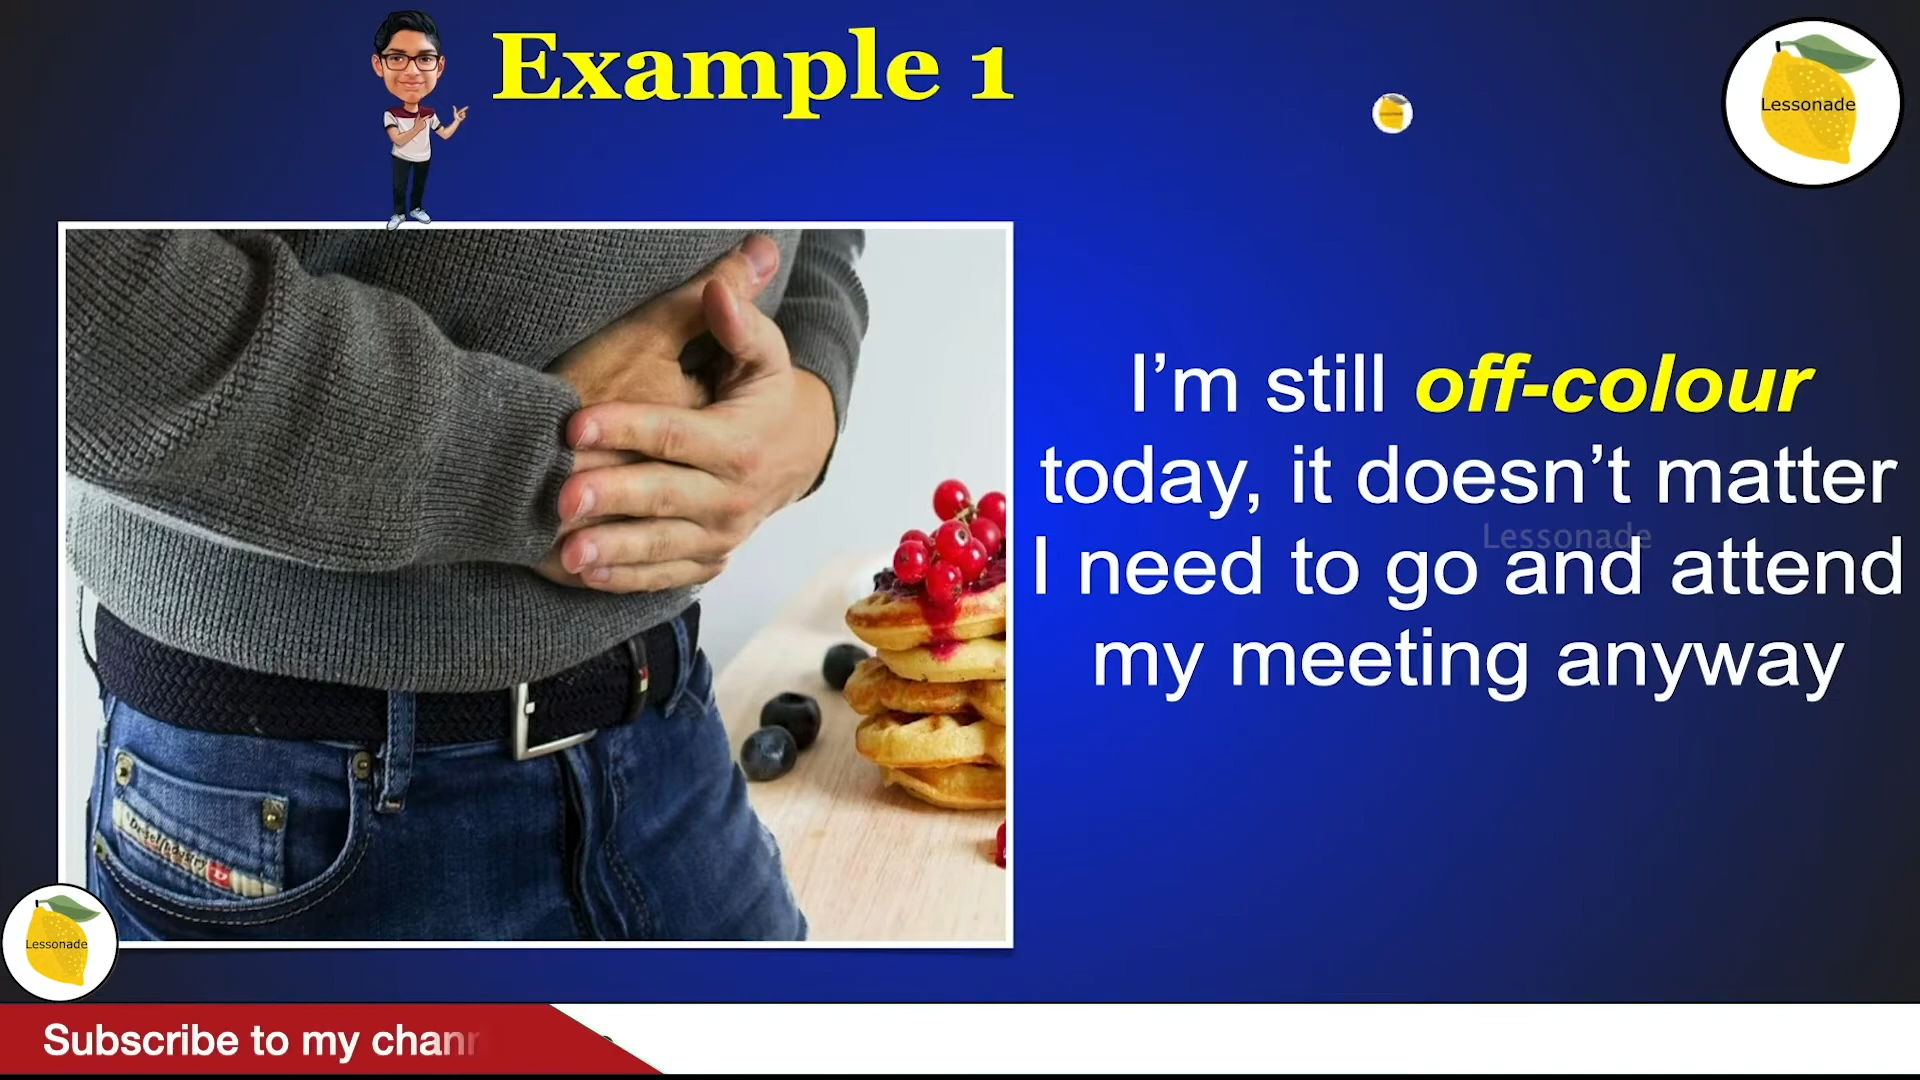 Example 1
Lessonade
I’m still off-colour
today, it doesn’t matter
Lessonade
I need to go and attend
my meeting anyway
Lessonade
Subscribe to my chann